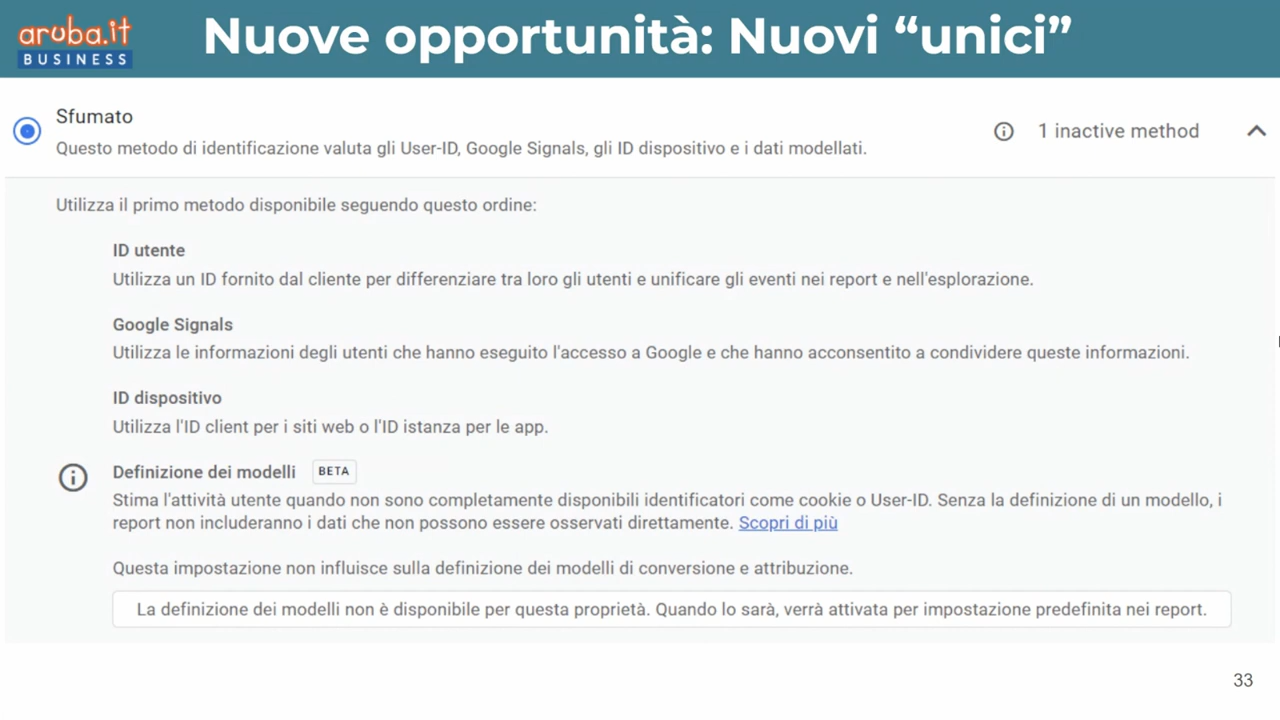 aruba.it
BUSINESS
Nuove opportunità: Nuovi “unici”
Sfumato
Questo metodo di identificazione valuta gli User-ID, Google Signals, gli ID dispositivo e i dati modellati.
1 inactive method
Utilizza il primo metodo disponibile seguendo questo ordine:
ID utente
Utilizza un ID fornito dal cliente per differenziare tra loro gli utenti e unificare gli eventi nei report e nell'esplorazione.
Google Signals
Utilizza le informazioni degli utenti che hanno eseguito l'accesso a Google e che hanno acconsentito a condividere queste informazioni.
ID dispositivo
Utilizza l'ID client per i siti web o l'ID istanza per le app.
Definizione dei modelli BETA
Stima l'attività utente quando non sono completamente disponibili identificatori come cookie o User-ID. Senza la definizione di un modello, i
report non includeranno i dati che non possono essere osservati direttamente. Scopri di più
Questa impostazione non influisce sulla definizione dei modelli di conversione e attribuzione.
La definizione dei modelli non è disponibile per questa proprietà. Quando lo sarà, verrà attivata per impostazione predefinita nei report.
33